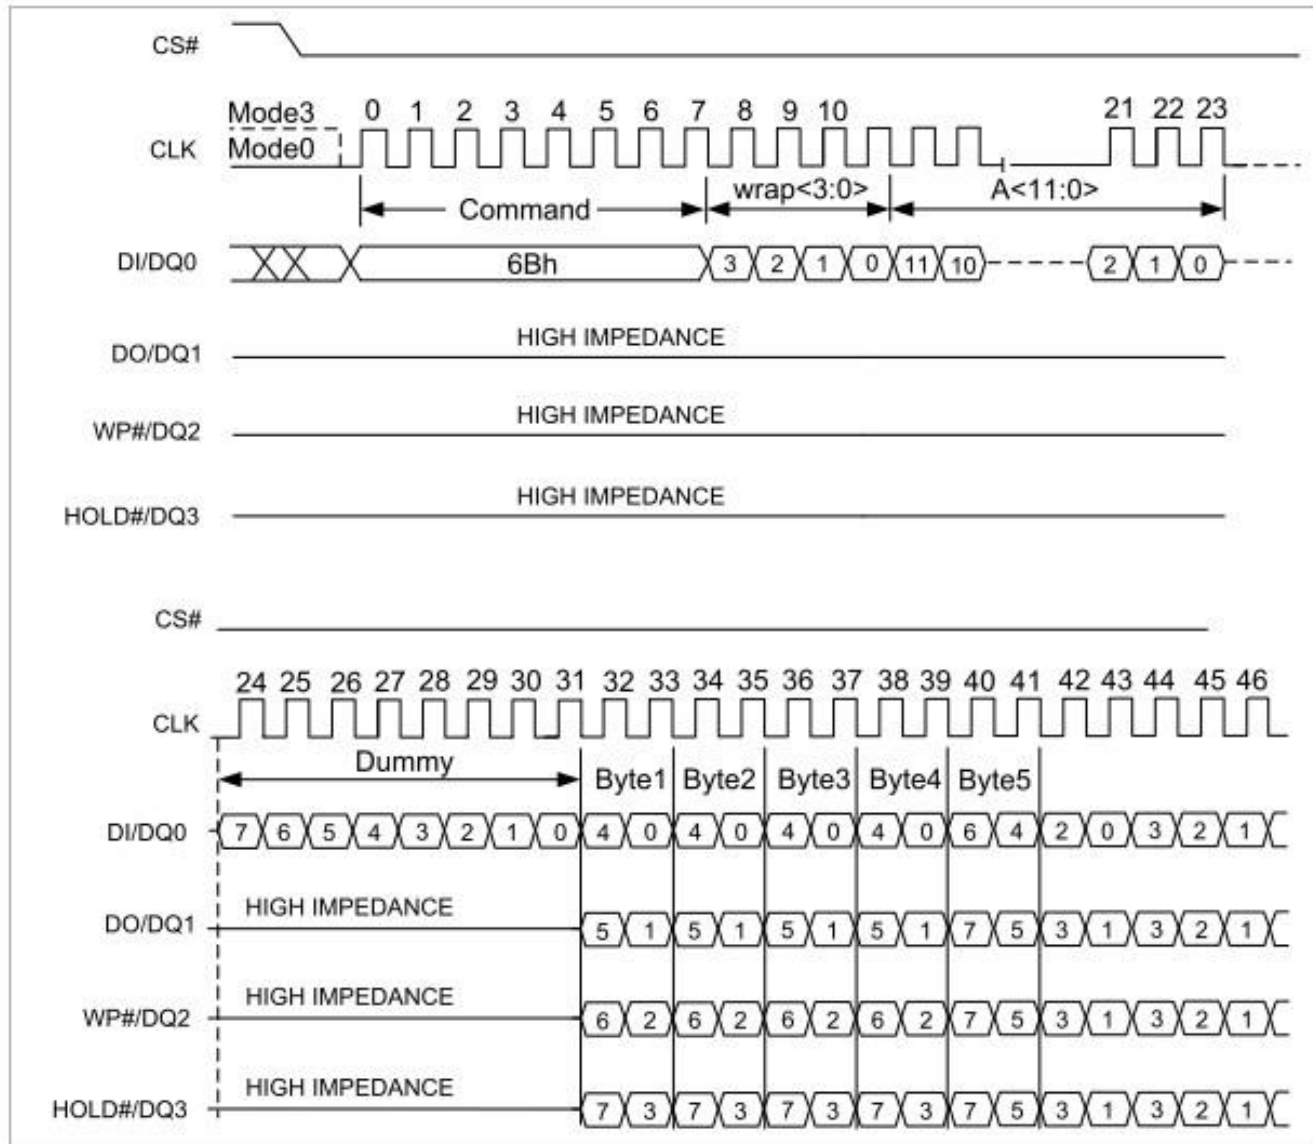 CS#
Mode3 0 1 2 3 4 5 6 7 8 9 10 21 22 23
CLK Mode0
Command wrap<3:0> A<11:0>
DI/DQ0 6Bh 3 2 1 0 11 10 2 1 0
HIGH IMPEDANCE
DO/DQ1
HIGH IMPEDANCE
WP#/DQ2
HIGH IMPEDANCE
HOLD#/DQ3
CS#
24 25 26 27 28 29 30 31 32 33 34 35 36 37 38 39 40 41 42 43 44 45 46
CLK
Dummy Byte1 Byte2 Byte3 Byte4 Byte5
DI/DQ0 7 6 5 4 3 2 1 0 4 0 4 0 4 0 4 0 6 4 2 0 3 2 1
HIGH IMPEDANCE
DO/DQ1 5 1 5 1 5 1 5 1 7 5 3 1 3 2 1
HIGH IMPEDANCE
WP#/DQ2 6 2 6 2 6 2 6 2 7 5 3 1 3 2 1
HIGH IMPEDANCE
HOLD#/DQ3 7 3 7 3 7 3 7 3 7 5 3 1 3 2 1